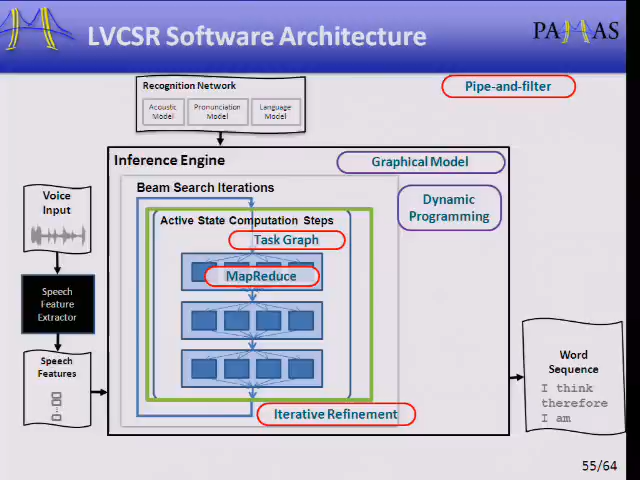 LVCSR Software Architecture
PALLAS
Recognition Network
Pipe-and-filter
Acoustic
Model
Pronunciation
Model
Language
Model
Inference Engine
Graphical Model
Beam Search Iterations
Dynamic
Programming
Voice
Input
Active State Computation Steps
Task Graph
MapReduce
Speech
Feature
Extractor
Speech
Features
Word
Sequence
I think
therefore
I am
Iterative Refinement
55/64